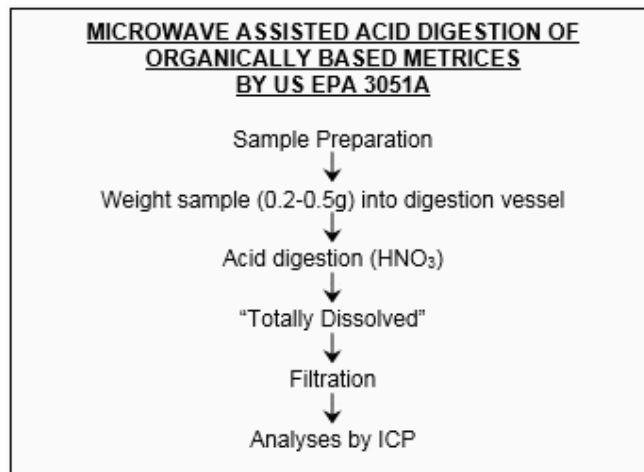 MICROWAVE ASSISTED ACID DIGESTION OF
ORGANICALLY BASED METRICES
BY US EPA 3051A
Sample Preparation
Weight sample (0.2-0.5g) into digestion vessel
Acid digestion (HNO₃)
“Totally Dissolved”
Filtration
Analyses by ICP